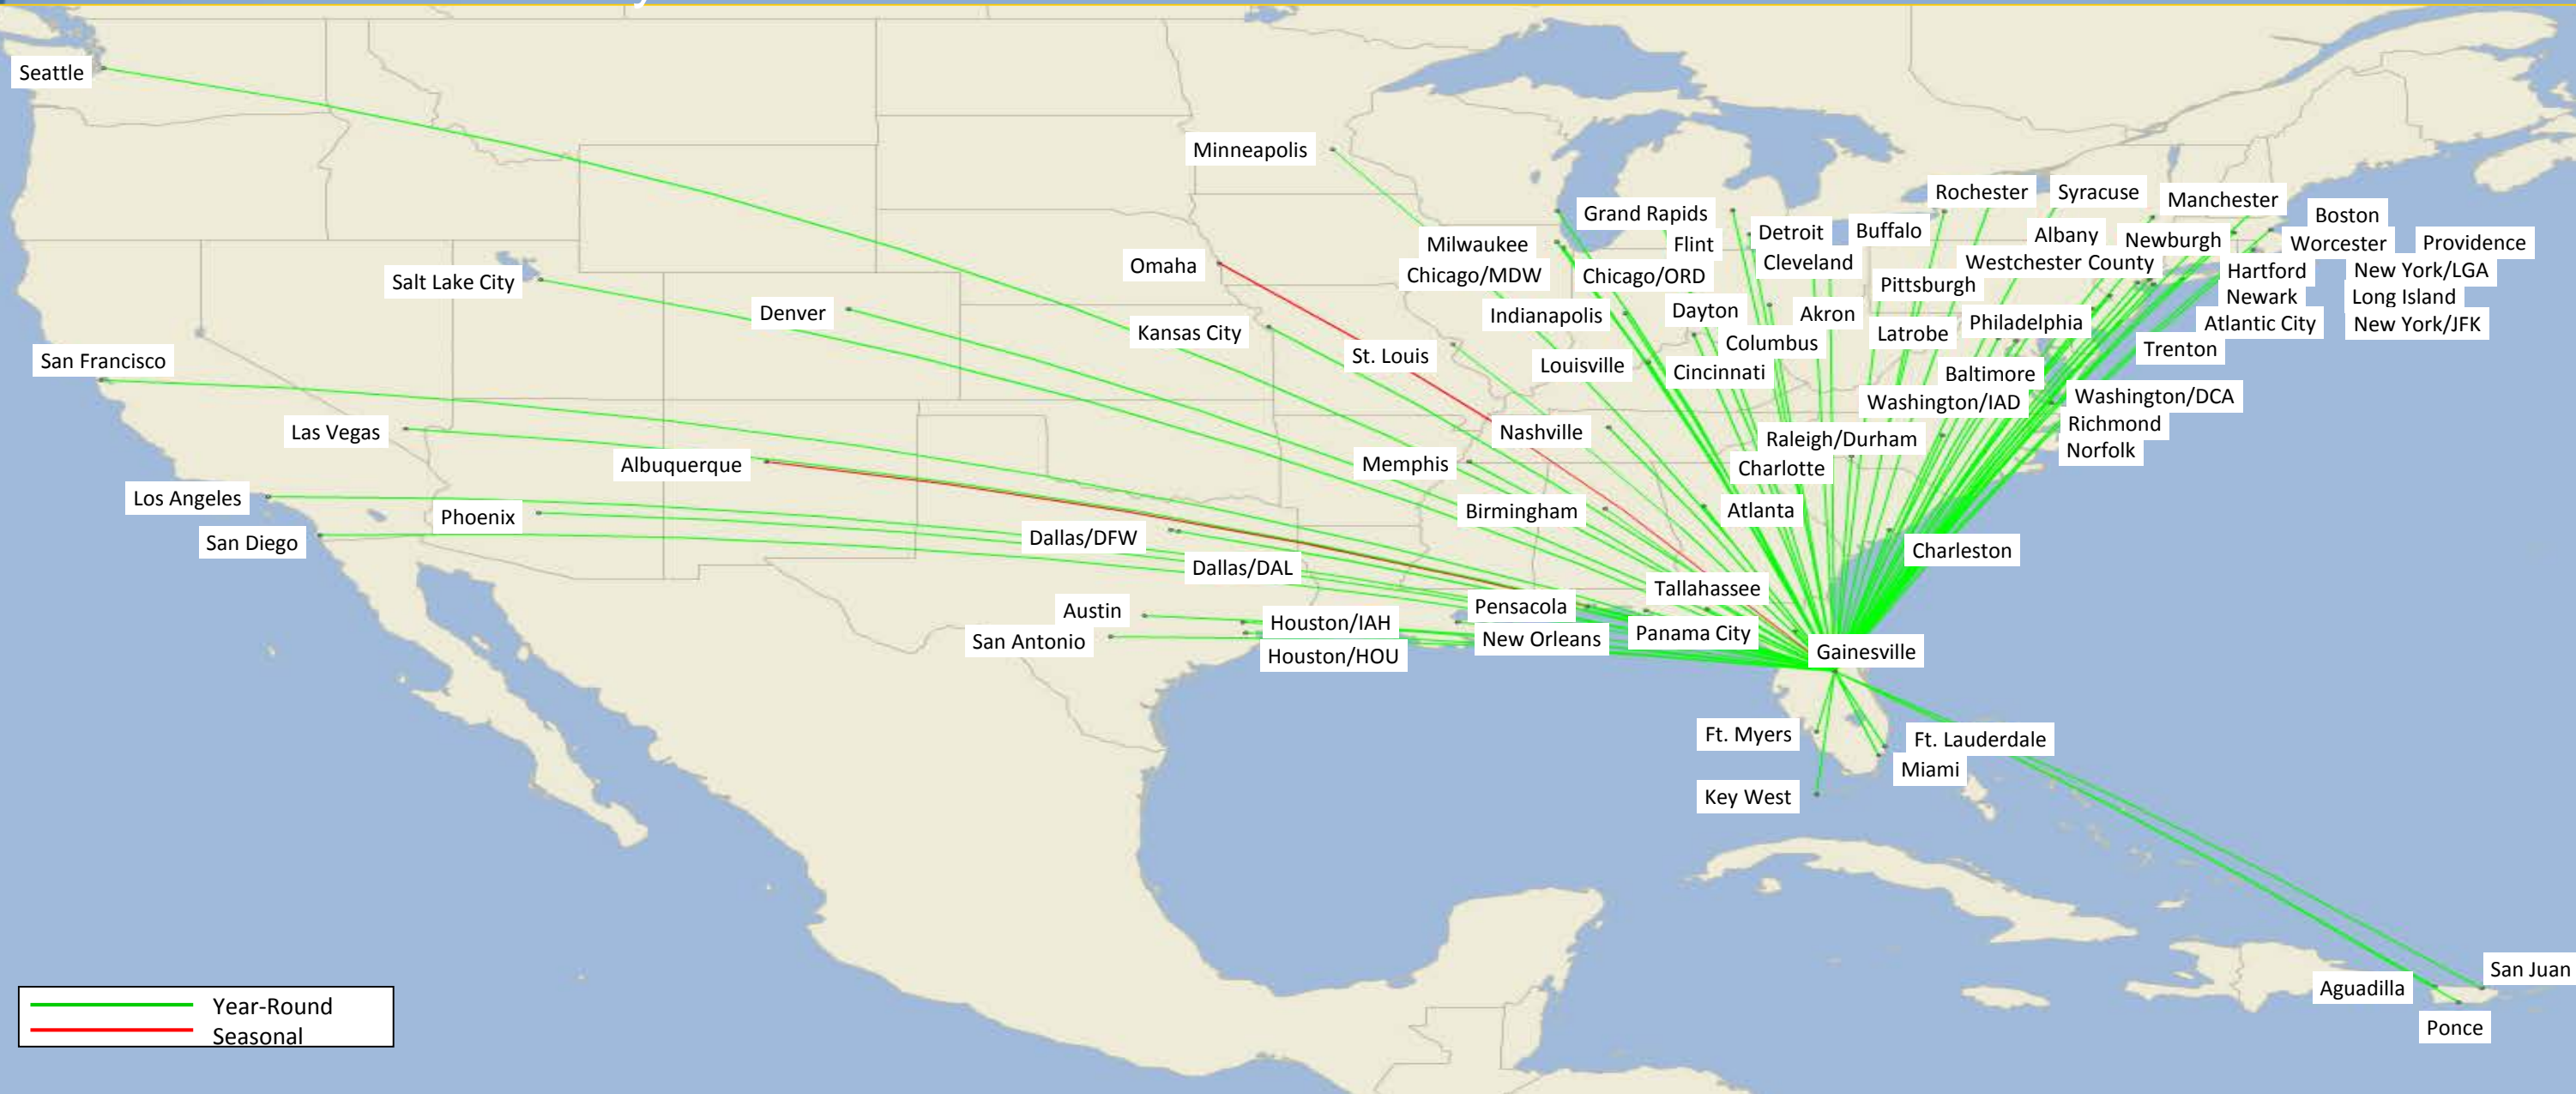 Seattle
Minneapolis
Rochester
Syracuse
Manchester
Grand Rapids
Boston
Detroit
Buffalo
Albany
Newburgh
Worcester
Providence
Milwaukee
Flint
Omaha
Cleveland
Westchester County
Hartford
New York/LGA
Chicago/MDW
Chicago/ORD
Salt Lake City
Pittsburgh
Newark
Long Island
Denver
Indianapolis
Dayton
Akron
Philadelphia
Atlantic City
New York/JFK
Kansas City
Latrobe
Columbus
Trenton
San Francisco
St. Louis
Louisville
Cincinnati
Baltimore
Washington/IAD
Washington/DCA
Richmond
Las Vegas
Nashville
Raleigh/Durham
Norfolk
Albuquerque
Memphis
Charlotte
Los Angeles
Phoenix
Birmingham
Atlanta
San Diego
Dallas/DFW
Charleston
Dallas/DAL
Tallahassee
Austin
Pensacola
Houston/IAH
San Antonio
New Orleans
Panama City
Houston/HOU
Gainesville
Ft. Myers
Ft. Lauderdale
Miami
Key West
San Juan
Aguadilla
Ponce
Year-Round
Seasonal